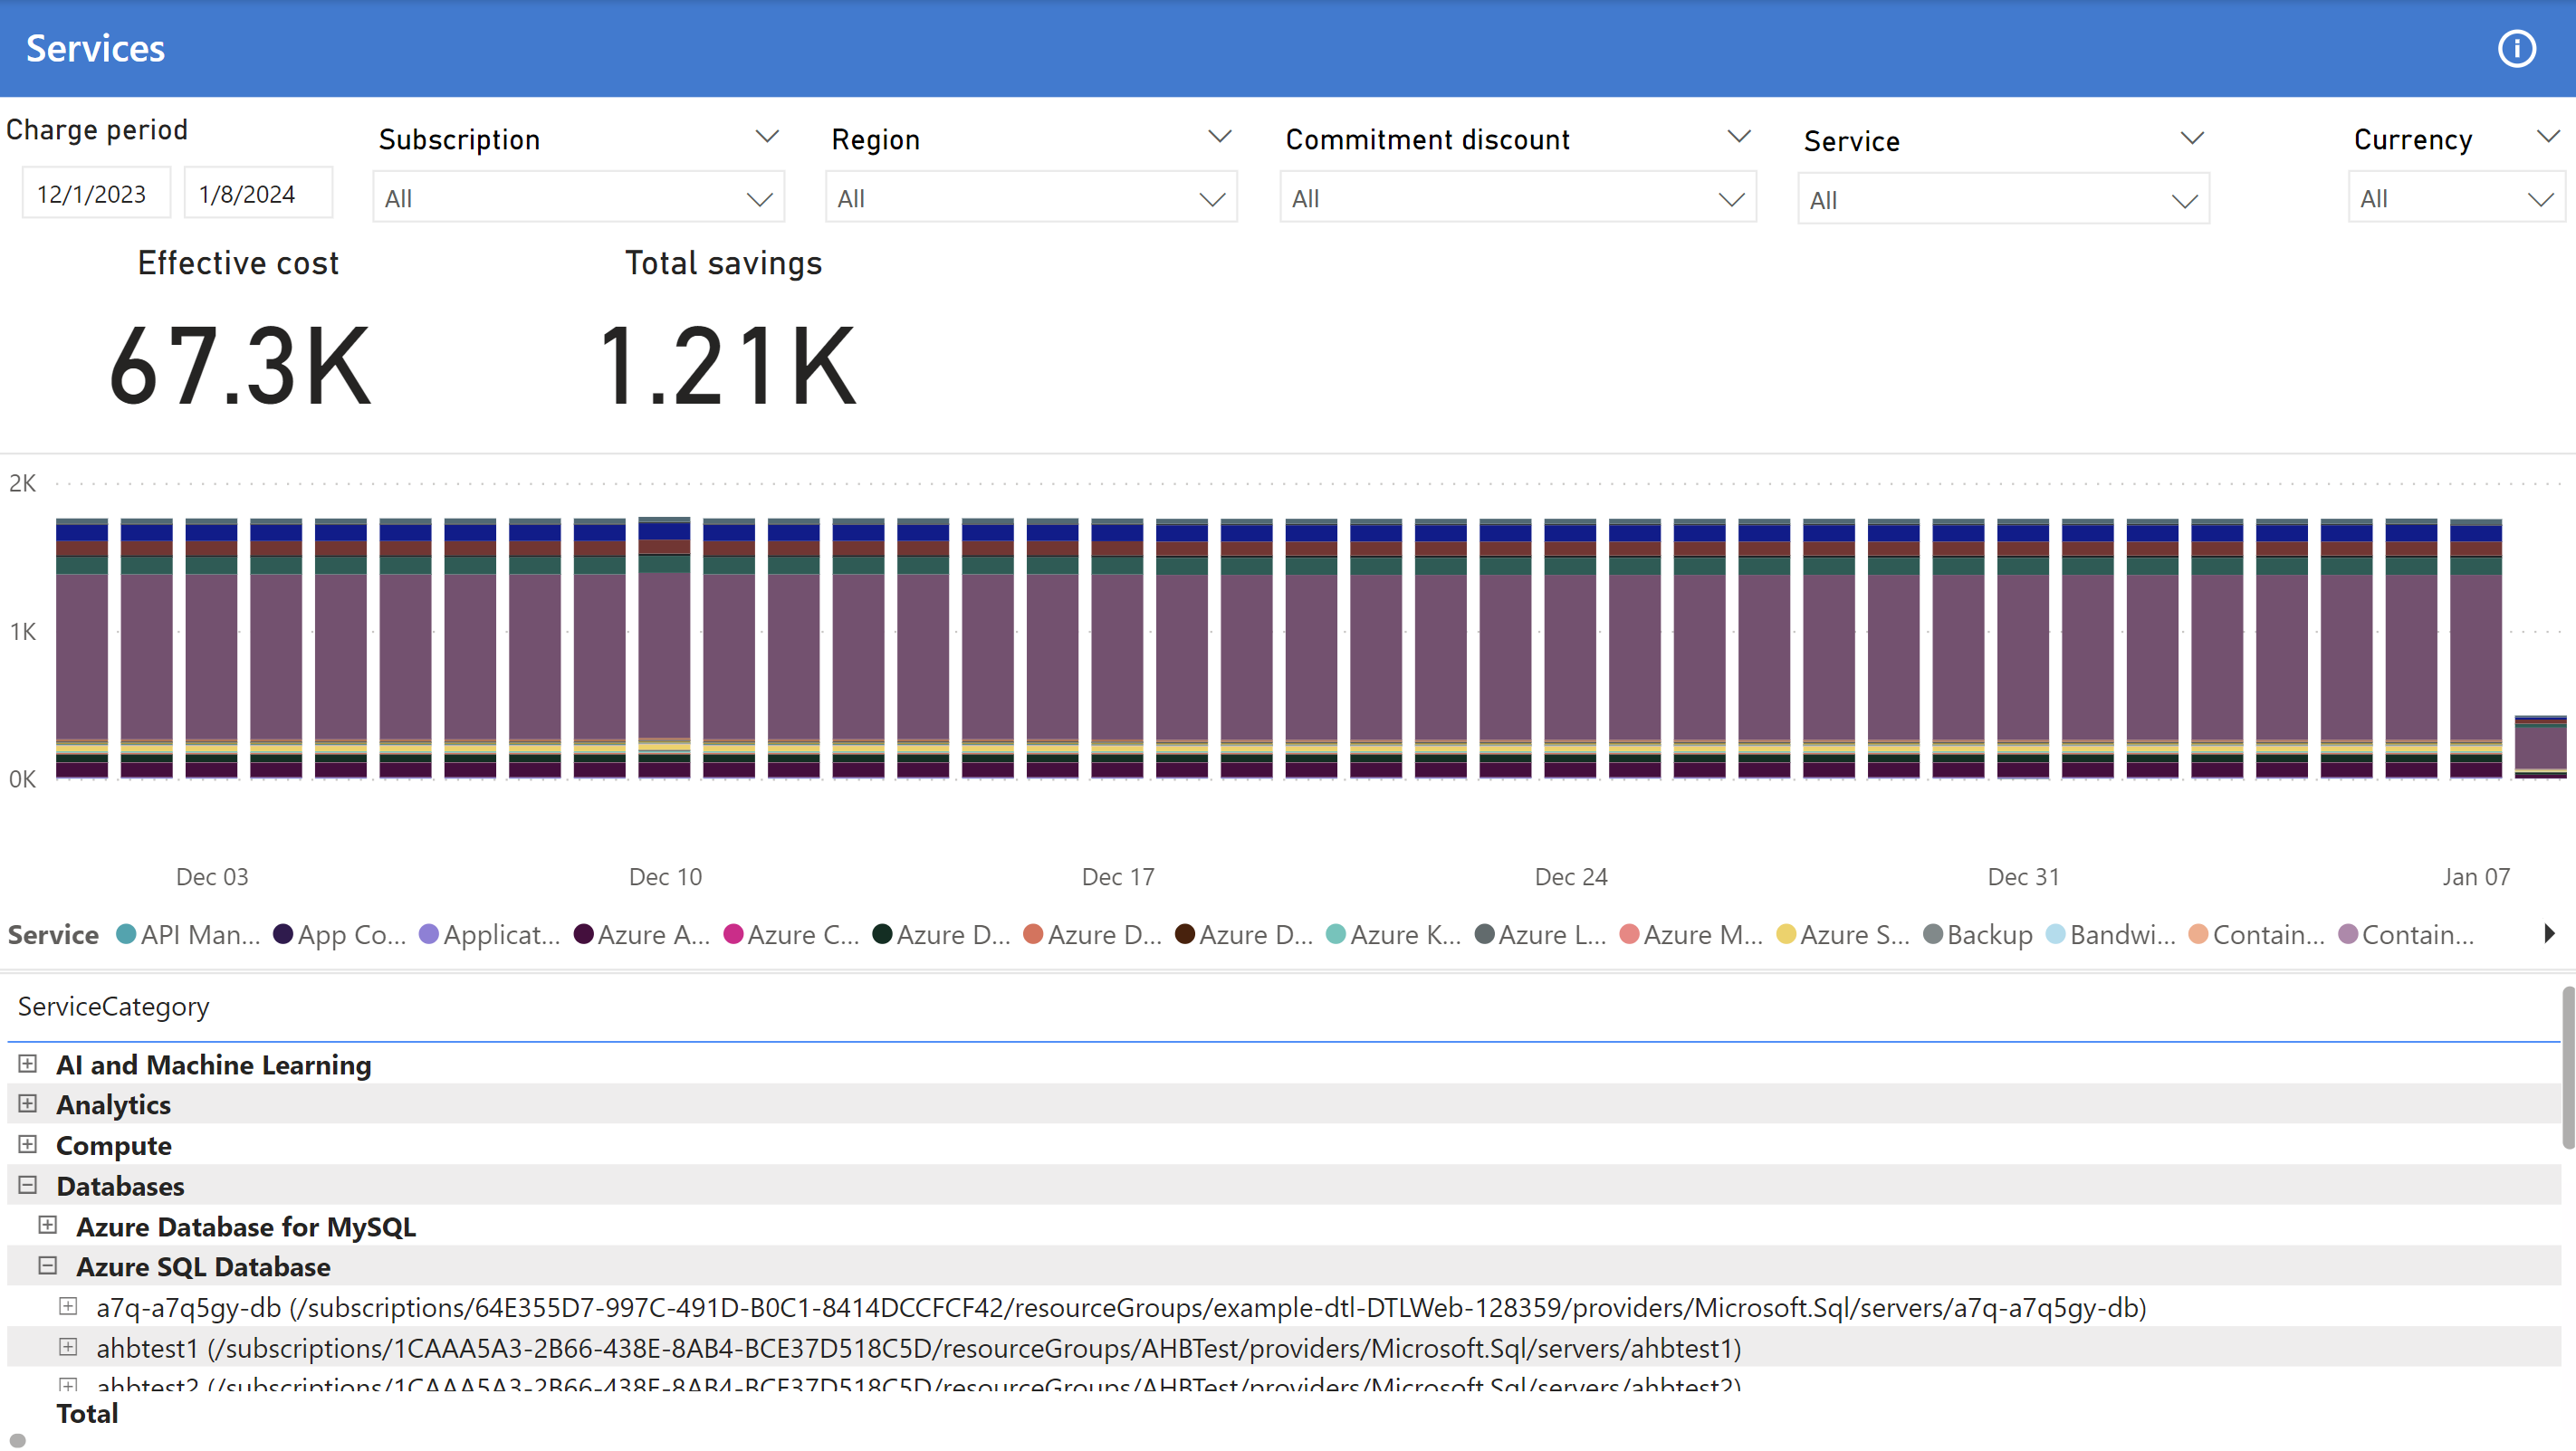 Services
Charge period
Subscription
Region
Commitment discount
Service
Currency
12/1/2023
1/8/2024
All
All
All
All
All
Effective cost
Total savings
67.3K
1.21K
2K
1K
0K
Dec 03
Dec 10
Dec 17
Dec 24
Dec 31
Jan 07
Service API Man... App Co... Applicat... Azure A... Azure C... Azure D... Azure D... Azure D... Azure K... Azure L... Azure M... Azure S... Backup Bandwi... Contain... Contain...
ServiceCategory
AI and Machine Learning
Analytics
Compute
Databases
Azure Database for MySQL
Azure SQL Database
a7q-a7q5gy-db (/subscriptions/64E355D7-997C-491D-B0C1-8414DCCFCF42/resourceGroups/example-dtl-DTLWeb-128359/providers/Microsoft.Sql/servers/a7q-a7q5gy-db)
ahbtest1 (/subscriptions/1CAAA5A3-2B66-438E-8AB4-BCE37D518C5D/resourceGroups/AHBTest/providers/Microsoft.Sql/servers/ahbtest1)
ahbtest2 (/subscriptions/1CAAA5A3-2B66-438E-8AB4-BCE37D518C5D/resourceGroups/AHBTest/providers/Microsoft.Sql/servers/ahbtest2)
Total